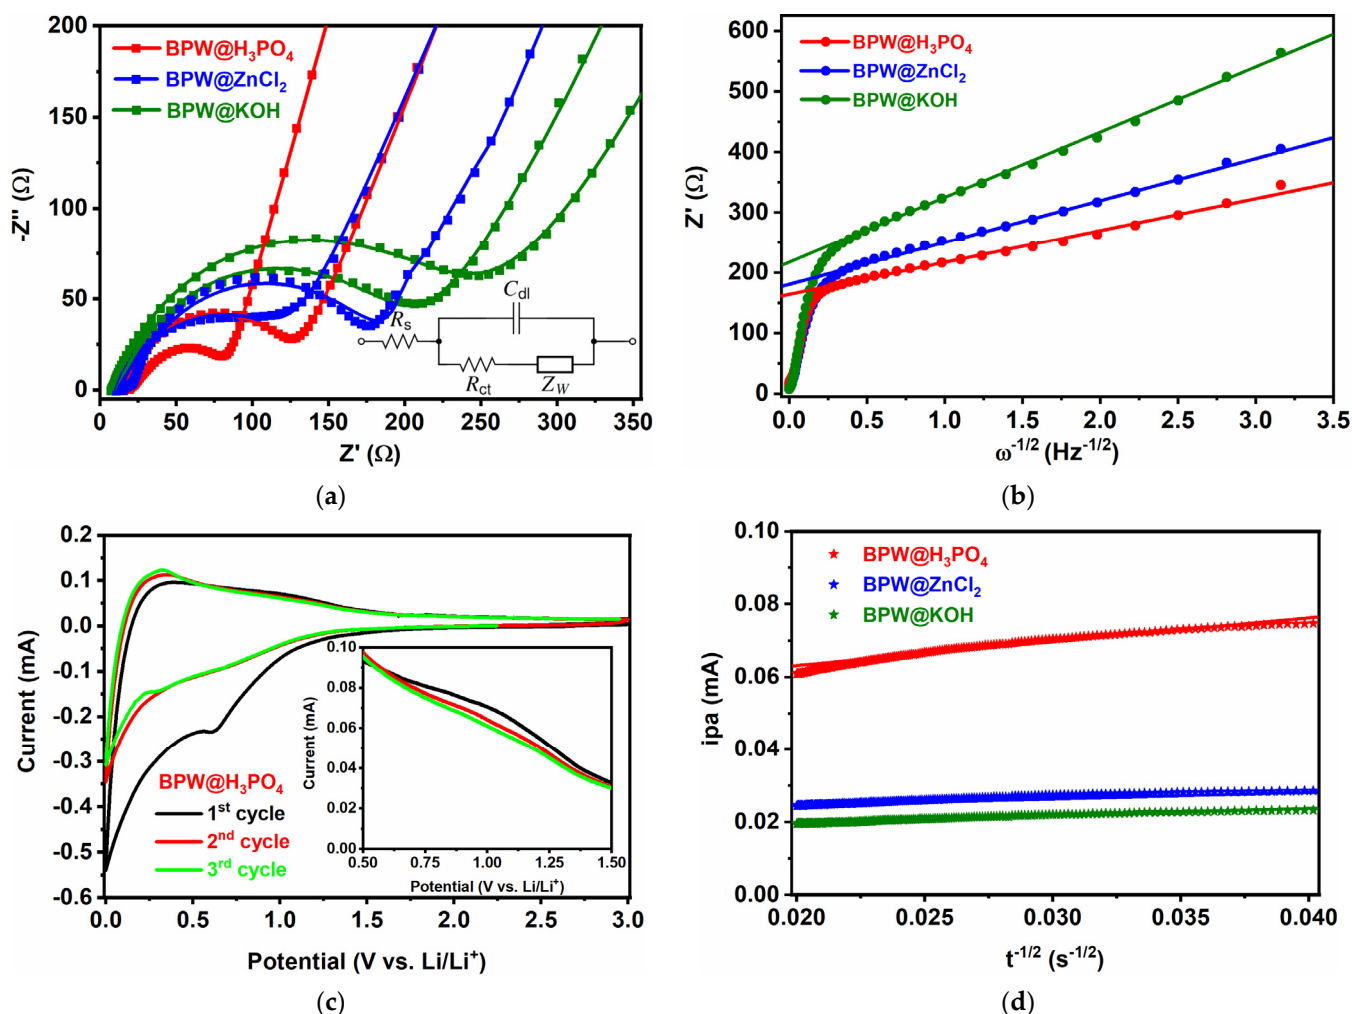 200
150
100
50
0
-Z" (Ω)
BPW@H₃PO₄
BPW@ZnCl₂
BPW@KOH
Rs
Cdl
Rct
ZW
0 50 100 150 200 250 300 350
Z' (Ω)
(a)
600
500
400
300
200
100
0
Z' (Ω)
BPW@H₃PO₄
BPW@ZnCl₂
BPW@KOH
0.0 0.5 1.0 1.5 2.0 2.5 3.0 3.5
ω-1/2 (Hz-1/2)
(b)
0.2
0.1
0.0
-0.1
-0.2
-0.3
-0.4
-0.5
-0.6
Current (mA)
BPW@H₃PO₄
1st cycle
2nd cycle
3rd cycle
0.10
0.08
0.06
0.04
0.02
0.00
Current (mA)
0.50 0.75 1.00 1.25 1.50
Potential (V vs. Li/Li+)
0.0 0.5 1.0 1.5 2.0 2.5 3.0
Potential (V vs. Li/Li+)
(c)
0.10
0.08
0.06
0.04
0.02
0.00
ipa (mA)
BPW@H₃PO₄
BPW@ZnCl₂
BPW@KOH
0.020 0.025 0.030 0.035 0.040
t-1/2 (s-1/2)
(d)